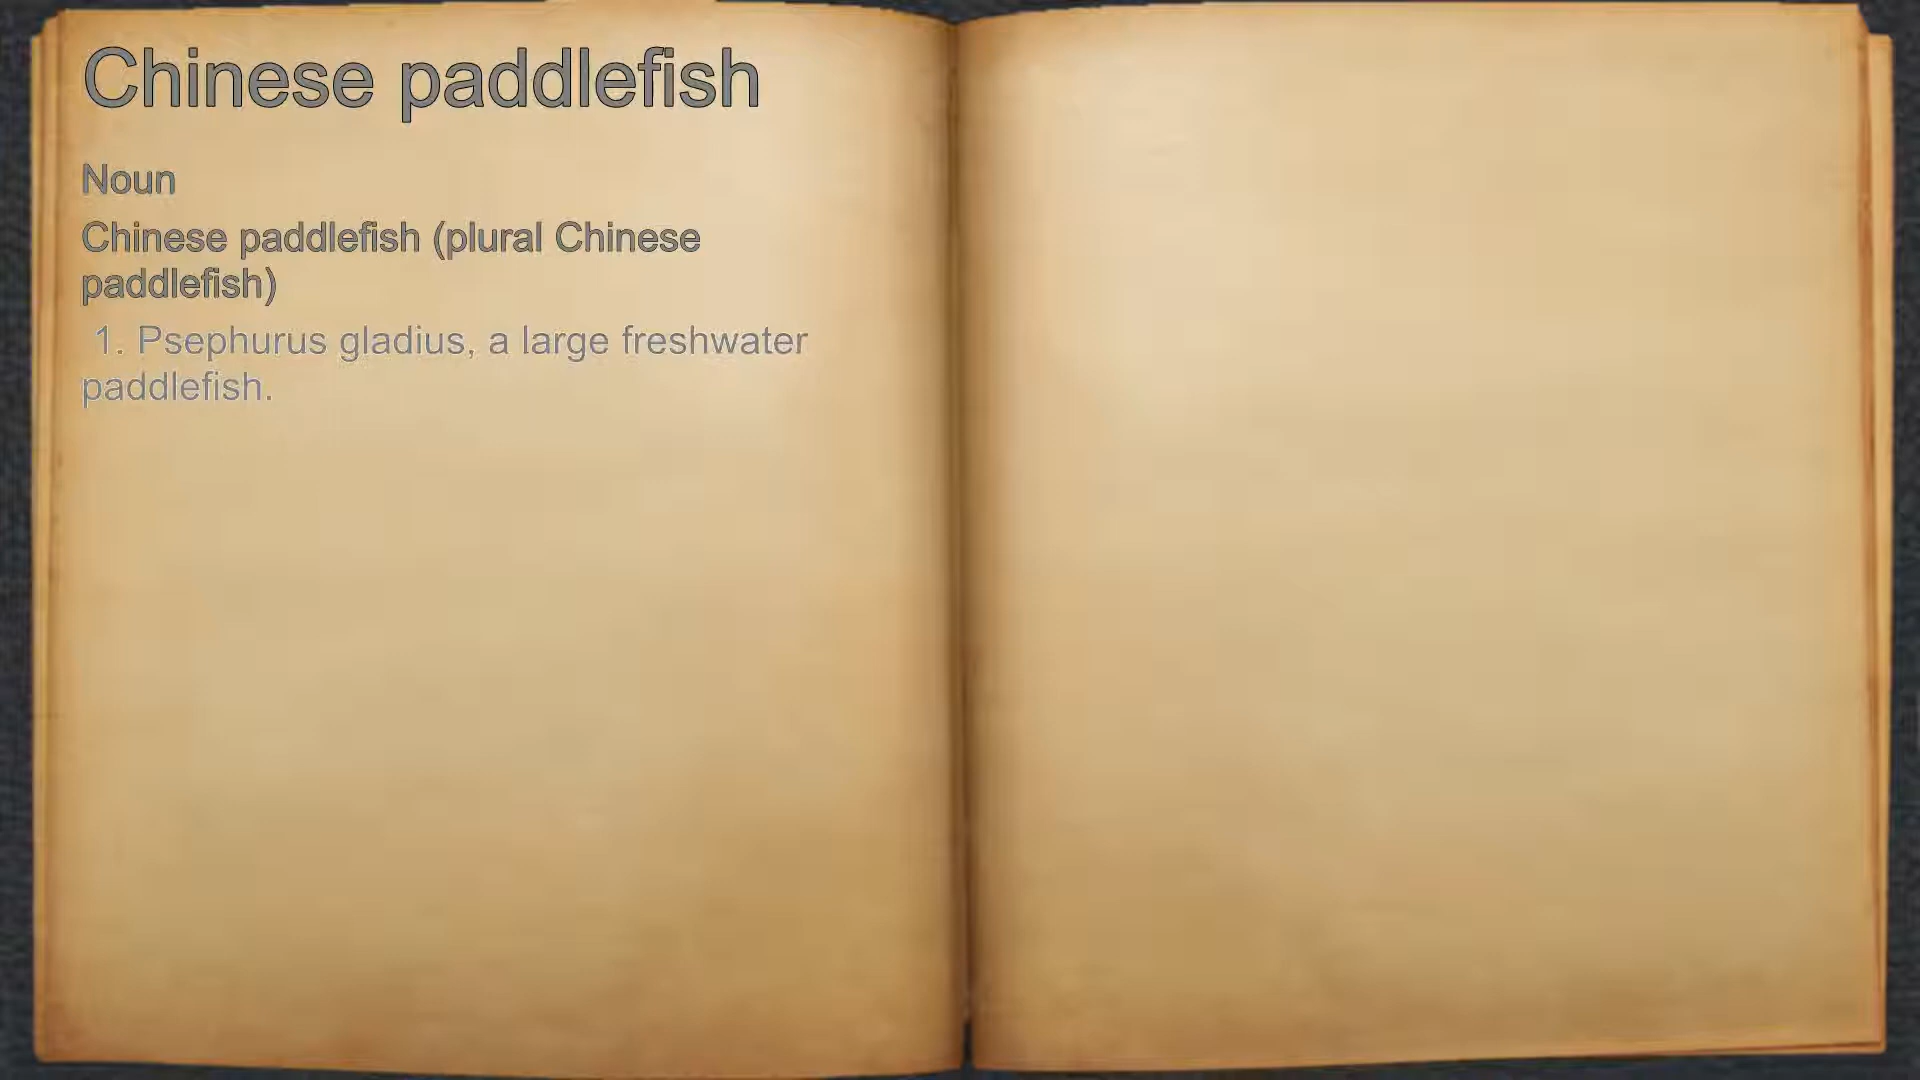 Chinese paddlefish
Noun
Chinese paddlefish (plural Chinese
paddlefish)
1. Psephurus gladius, a large freshwater
paddlefish.